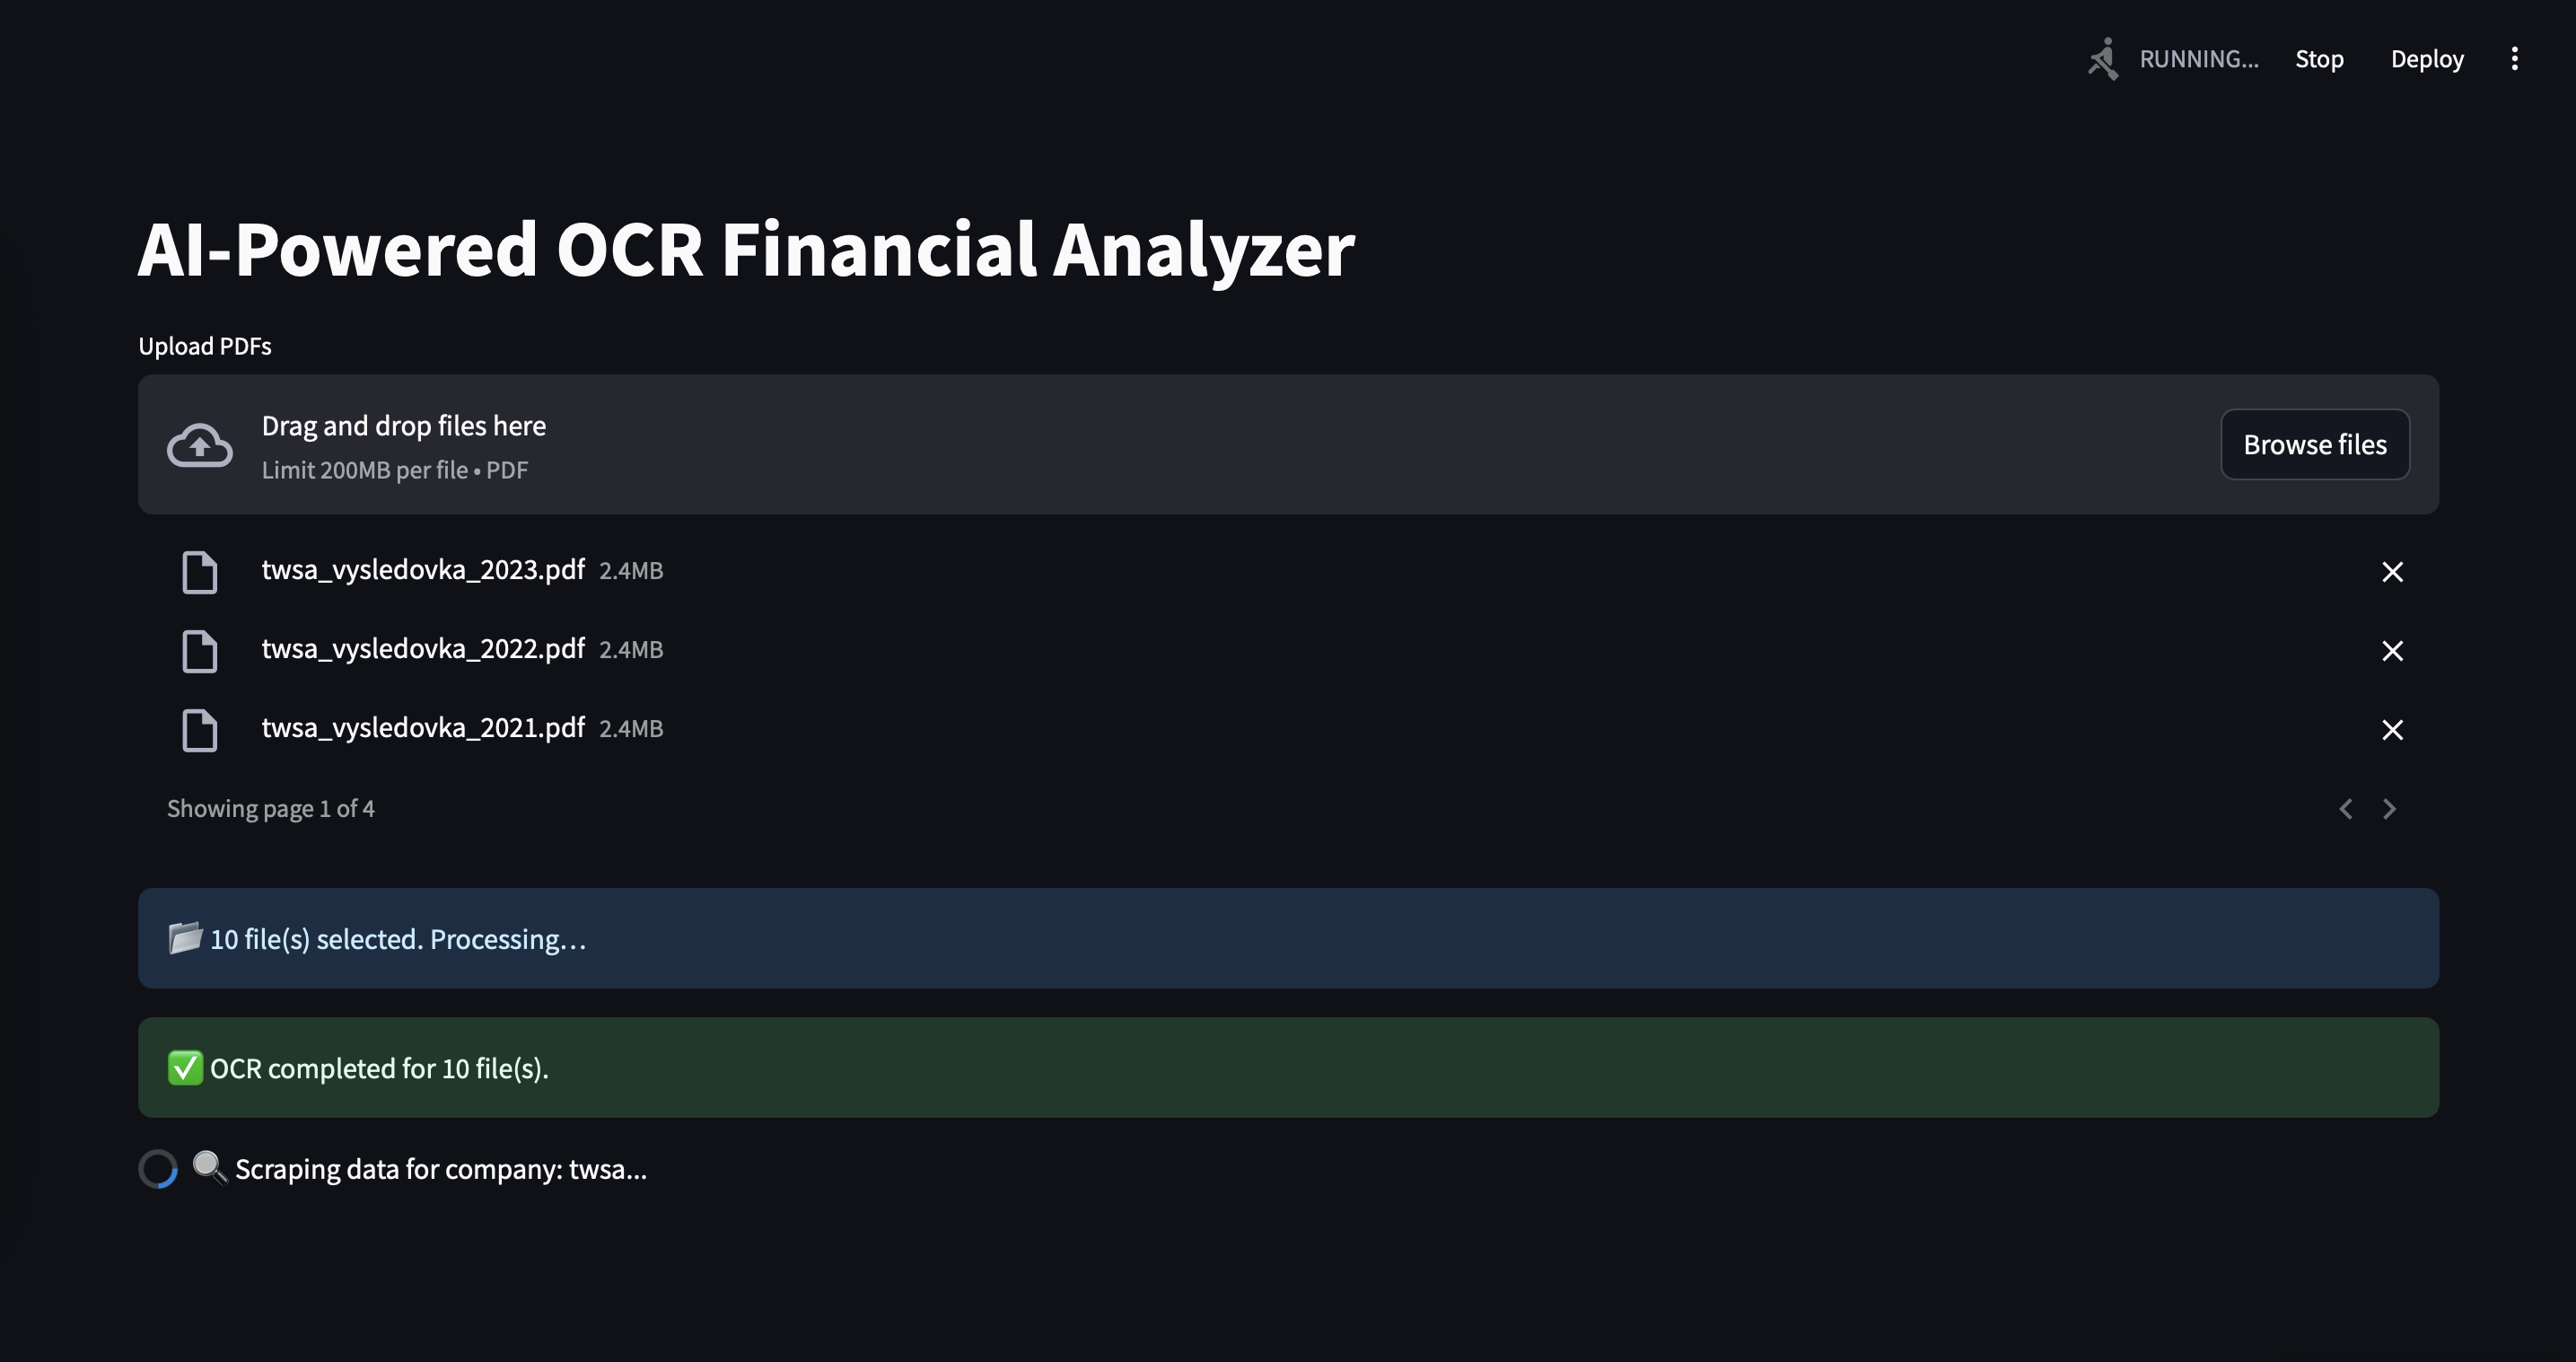 RUNNING... Stop Deploy
AI-Powered OCR Financial Analyzer
Upload PDFs
Drag and drop files here
Limit 200MB per file • PDF
Browse files
twsa_vysledovka_2023.pdf 2.4MB
twsa_vysledovka_2022.pdf 2.4MB
twsa_vysledovka_2021.pdf 2.4MB
Showing page 1 of 4
10 file(s) selected. Processing…
OCR completed for 10 file(s).
Scraping data for company: twsa...